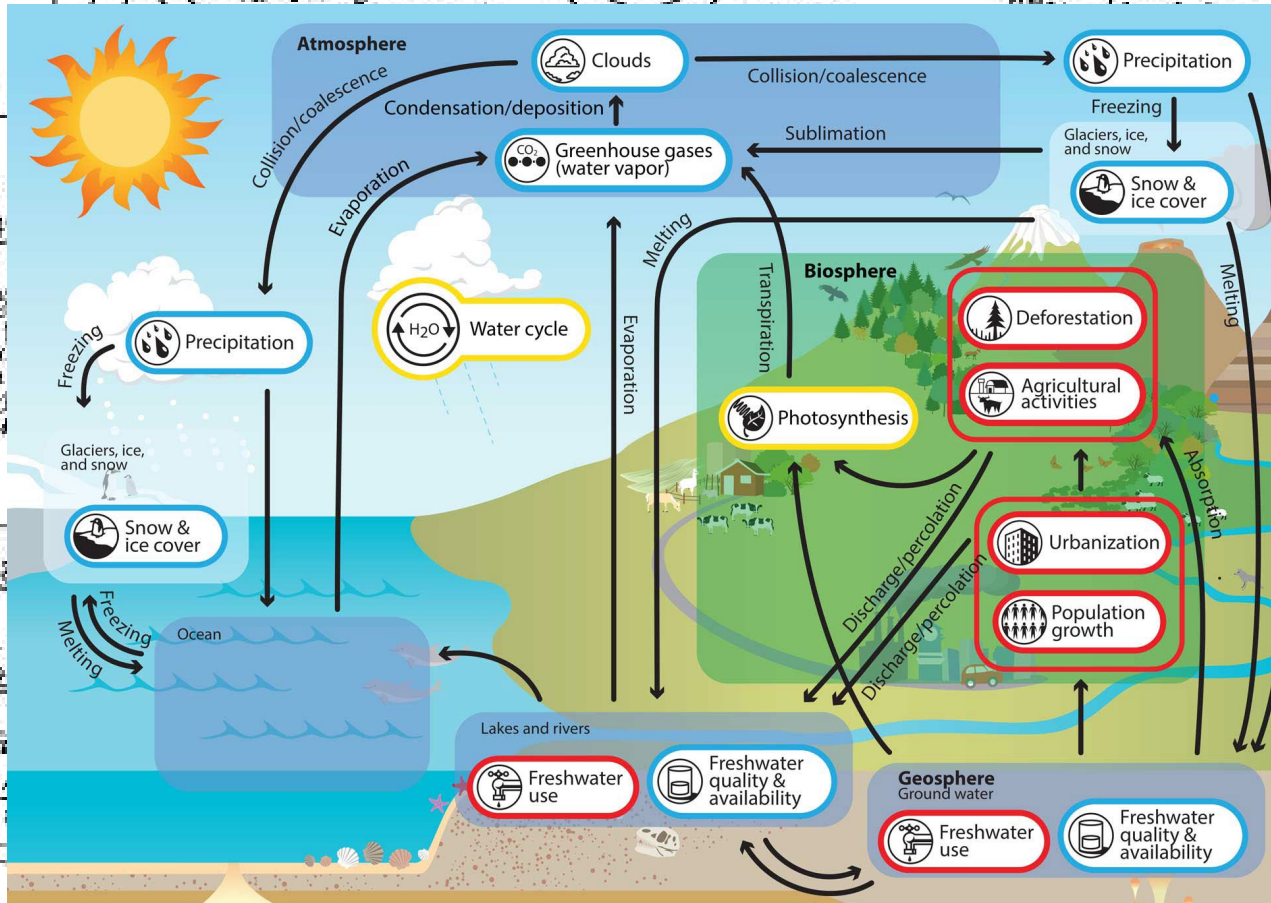 Atmosphere
Clouds
Collision/coalescence
Precipitation
Collision/coalescence
Condensation/deposition
Freezing
Sublimation
Glaciers, ice,
and snow
CO2
Greenhouse gases
(water vapor)
Evaporation
Snow &
ice cover
Melting
Melting
Biosphere
Transpiration
Deforestation
H2O
Water cycle
Evaporation
Precipitation
Freezing
Agricultural
activities
Photosynthesis
Glaciers, ice,
and snow
Absorption
Snow &
ice cover
Discharge/percolation
Urbanization
Discharge/percolation
Population
growth
Freezing
Melting
Ocean
Lakes and rivers
Freshwater
use
Freshwater
quality &
availability
Geosphere
Ground water
Freshwater
use
Freshwater
quality &
availability